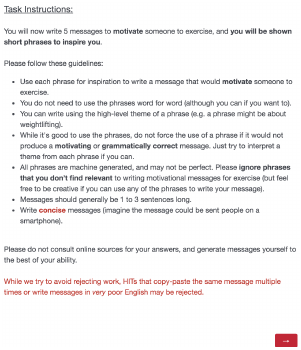 Task Instructions:
You will now write 5 messages to motivate someone to exercise, and you will be shown
short phrases to inspire you.
Please follow these guidelines:
• Use each phrase for inspiration to write a message that would motivate someone to
exercise.
• You do not need to use the phrases word for word (although you can if you want to).
• You can write using the high-level theme of a phrase (e.g. a phrase might be about
weightlifting).
• While it's good to use the phrases, do not force the use of a phrase if it would not
produce a motivating or grammatically correct message. Just try to interpret a
theme from each phrase if you can.
• All phrases are machine generated, and may not be perfect. Please ignore phrases
that you don't find relevant to writing motivational messages for exercise (but feel
free to be creative if you can use any of the phrases to write your message).
• Messages should generally be 1 to 3 sentences long.
• Write concise messages (imagine the message could be sent people on a
smartphone).
Please do not consult online sources for your answers, and generate messages yourself to
the best of your ability.
While we try to avoid rejecting work, HITs that copy-paste the same message multiple
times or write messages in very poor English may be rejected.
→